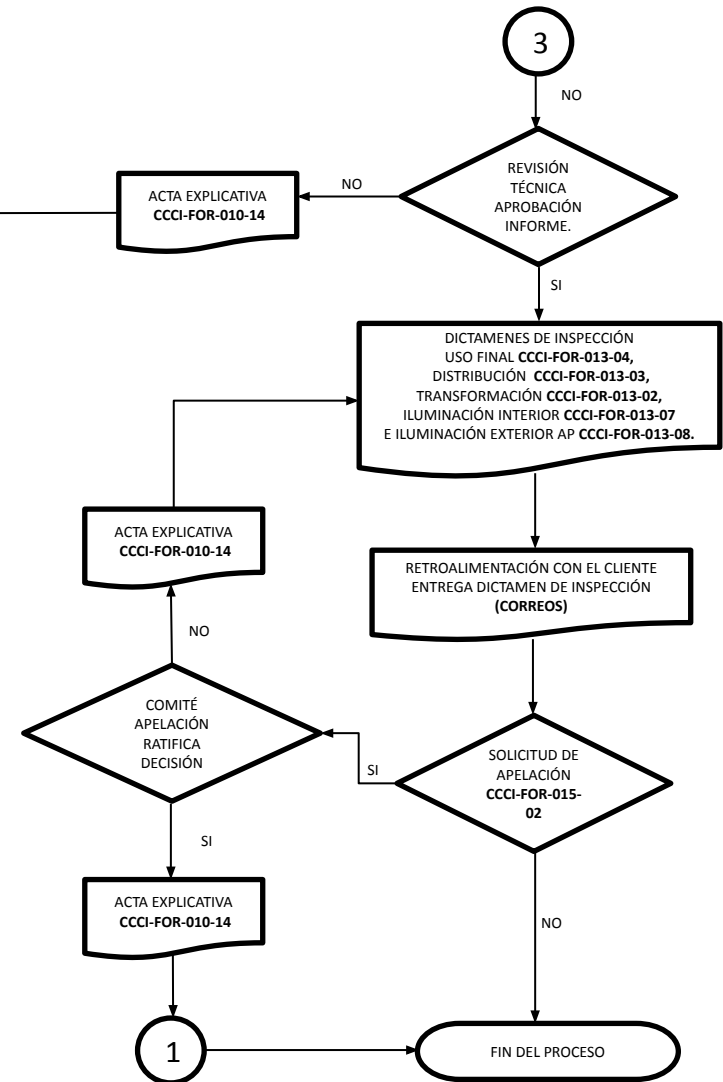 3
NO
REVISIÓN
TÉCNICA
APROBACIÓN
INFORME.
NO
ACTA EXPLICATIVA
CCCI-FOR-010-14
SI
DICTAMENES DE INSPECCIÓN
USO FINAL CCCI-FOR-013-04,
DISTRIBUCIÓN CCCI-FOR-013-03,
TRANSFORMACIÓN CCCI-FOR-013-02,
ILUMINACIÓN INTERIOR CCCI-FOR-013-07
E ILUMINACIÓN EXTERIOR AP CCCI-FOR-013-08.
ACTA EXPLICATIVA
CCCI-FOR-010-14
RETROALIMENTACIÓN CON EL CLIENTE
ENTREGA DICTAMEN DE INSPECCIÓN
(CORREOS)
NO
COMITÉ
APELACIÓN
RATIFICA
DECISIÓN
SI
SOLICITUD DE
APELACIÓN
CCCI-FOR-015-
02
SI
ACTA EXPLICATIVA
CCCI-FOR-010-14
NO
1
FIN DEL PROCESO